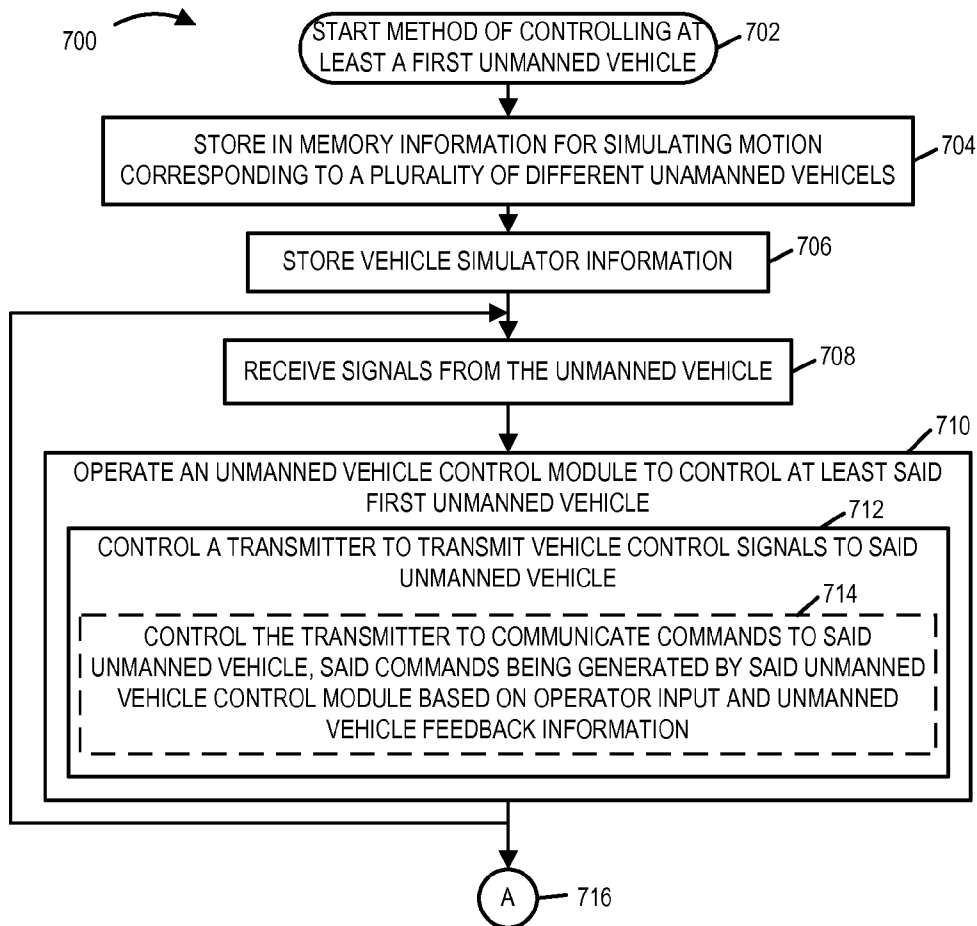 700
START METHOD OF CONTROLLING AT
LEAST A FIRST UNMANNED VEHICLE
702
STORE IN MEMORY INFORMATION FOR SIMULATING MOTION
CORRESPONDING TO A PLURALITY OF DIFFERENT UNAMANNED VEHICELS
704
STORE VEHICLE SIMULATOR INFORMATION
706
RECEIVE SIGNALS FROM THE UNMANNED VEHICLE
708
710
OPERATE AN UNMANNED VEHICLE CONTROL MODULE TO CONTROL AT LEAST SAID
FIRST UNMANNED VEHICLE
712
CONTROL A TRANSMITTER TO TRANSMIT VEHICLE CONTROL SIGNALS TO SAID
UNMANNED VEHICLE
714
CONTROL THE TRANSMITTER TO COMMUNICATE COMMANDS TO SAID
UNMANNED VEHICLE, SAID COMMANDS BEING GENERATED BY SAID UNMANNED
VEHICLE CONTROL MODULE BASED ON OPERATOR INPUT AND UNMANNED
VEHICLE FEEDBACK INFORMATION
A
716